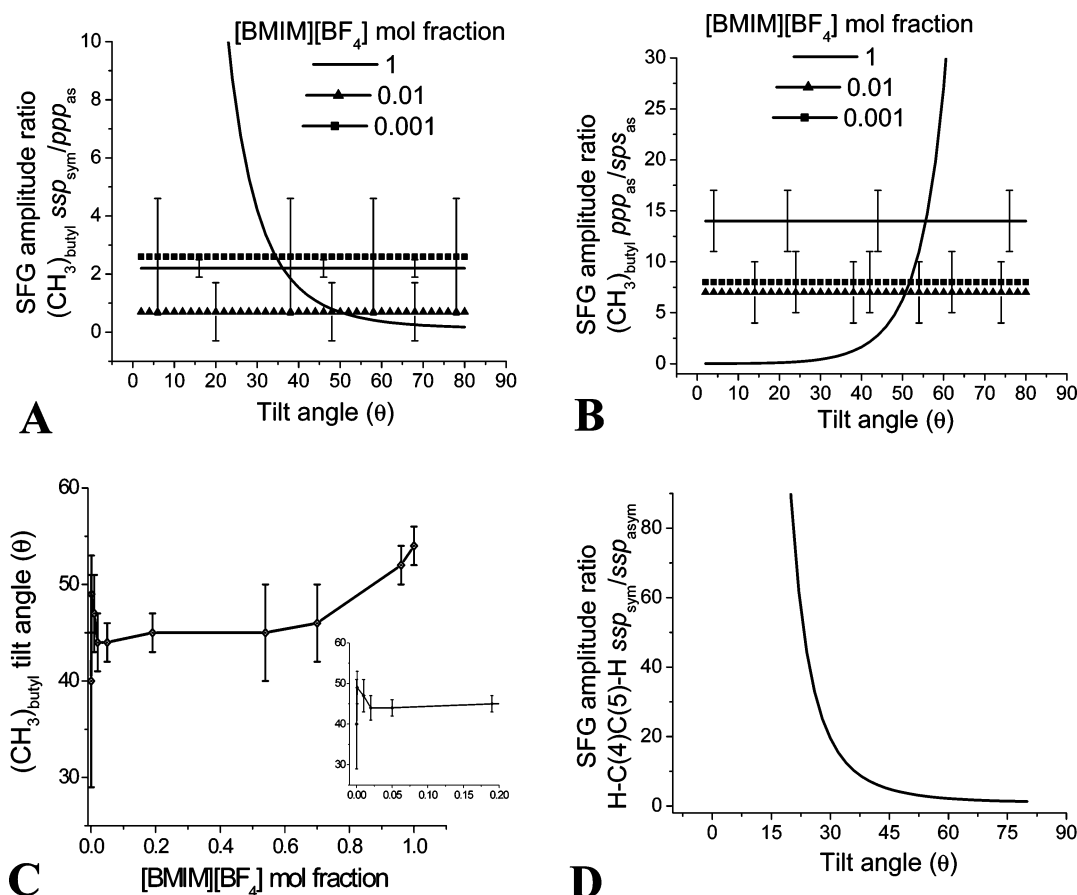 [BMIM][BF4] mol fraction
1
0.01
0.001
SFG amplitude ratio
(CH3)butyl sspsym/pppas
10
8
6
4
2
0
0 10 20 30 40 50 60 70 80 90
Tilt angle (θ)
A
[BMIM][BF4] mol fraction
1
0.01
0.001
SFG amplitude ratio
(CH3)butyl pppas/spsas
30
25
20
15
10
5
0
0 10 20 30 40 50 60 70 80 90
Tilt angle (θ)
B
(CH3)butyl tilt angle (θ)
60
50
40
30
0.0 0.2 0.4 0.6 0.8 1.0
[BMIM][BF4] mol fraction
60
50
40
30
0.00 0.05 0.10 0.15 0.20
C
SFG amplitude ratio
H-C(4)C(5)-H sspsym/sspasym
80
60
40
20
0
0 15 30 45 60 75 90
Tilt angle (θ)
D